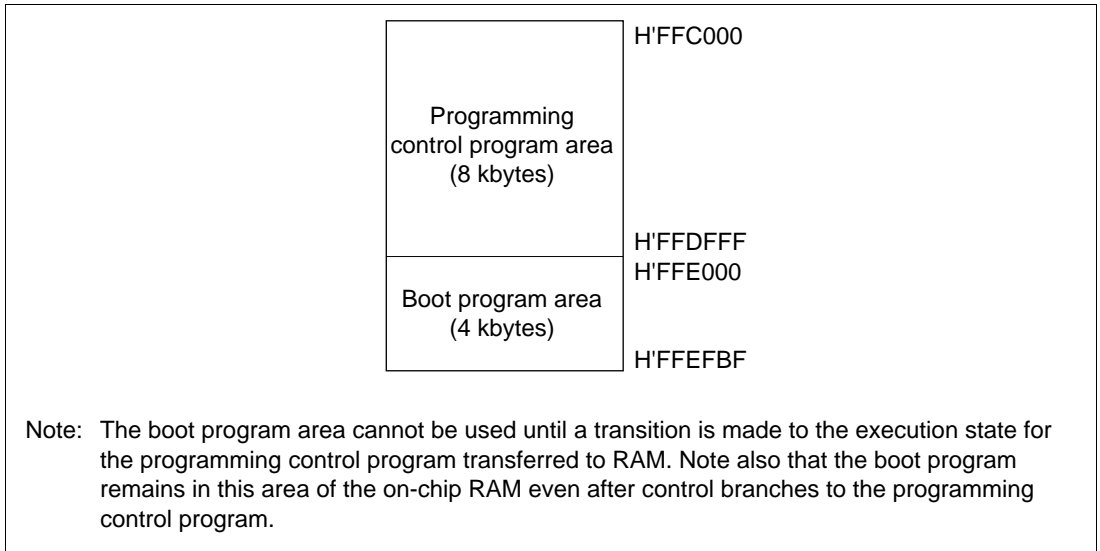 H'FFC000
Programming
control program area
(8 kbytes)
H'FFDFFF
H'FFE000
Boot program area
(4 kbytes)
H'FFEFBF
Note: The boot program area cannot be used until a transition is made to the execution state for
the programming control program transferred to RAM. Note also that the boot program
remains in this area of the on-chip RAM even after control branches to the programming
control program.